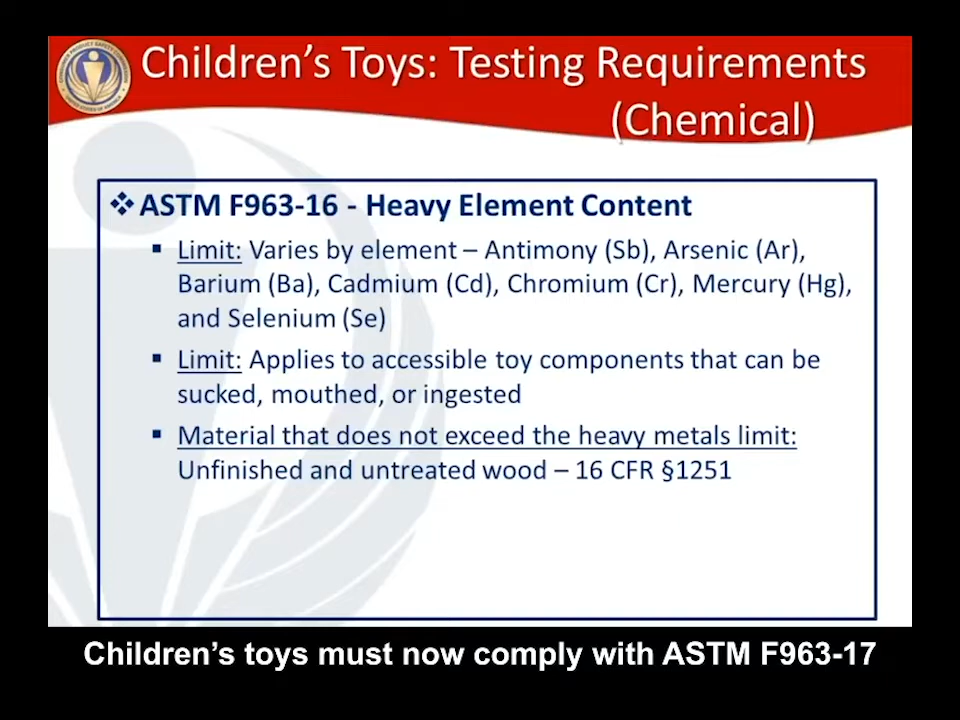 Children's Toys: Testing Requirements
(Chemical)
❖ ASTM F963-16 - Heavy Element Content
▪ Limit: Varies by element – Antimony (Sb), Arsenic (Ar),
Barium (Ba), Cadmium (Cd), Chromium (Cr), Mercury (Hg),
and Selenium (Se)
▪ Limit: Applies to accessible toy components that can be
sucked, mouthed, or ingested
▪ Material that does not exceed the heavy metals limit:
Unfinished and untreated wood – 16 CFR §1251
Children's toys must now comply with ASTM F963-17